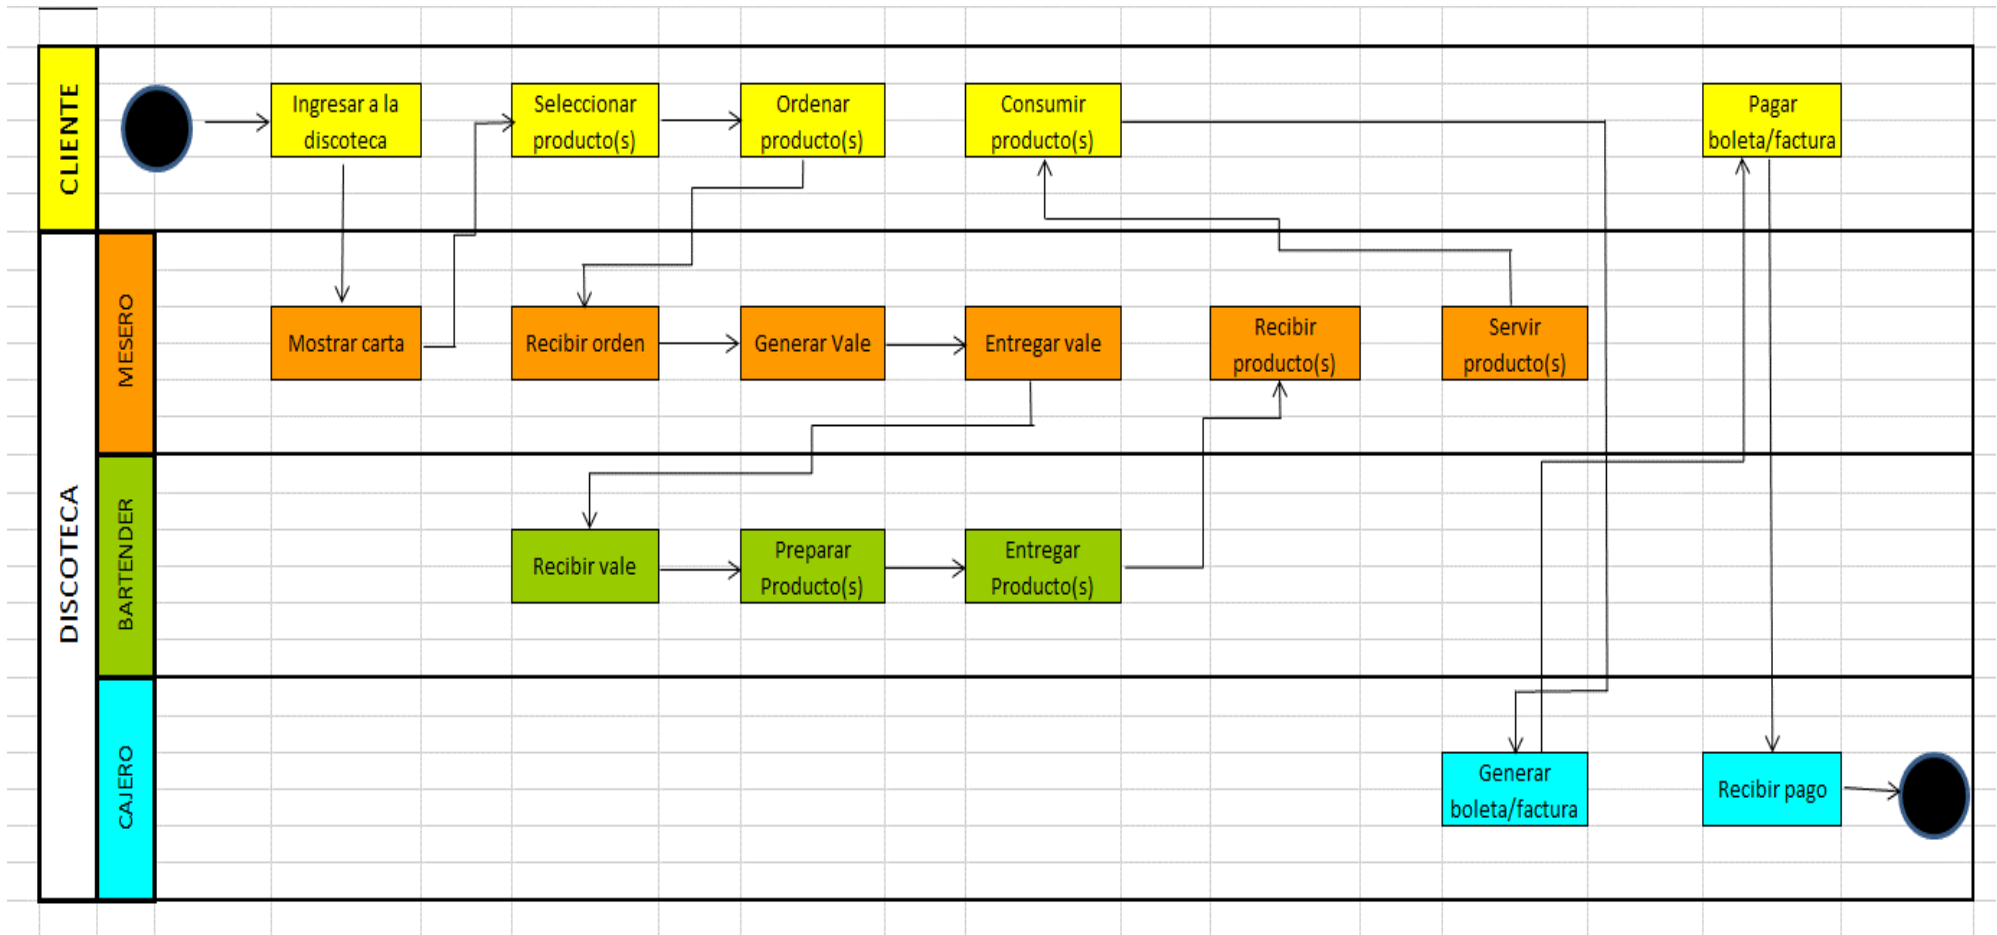 CLIENTE
Ingresar a la
discoteca
Seleccionar
producto(s)
Ordenar
producto(s)
Consumir
producto(s)
Pagar
boleta/factura
DISCOTECA
MESERO
Mostrar carta
Recibir orden
Generar Vale
Entregar vale
Recibir
producto(s)
Servir
producto(s)
BARTENDER
Recibir vale
Preparar
Producto(s)
Entregar
Producto(s)
CAJERO
Generar
boleta/factura
Recibir pago